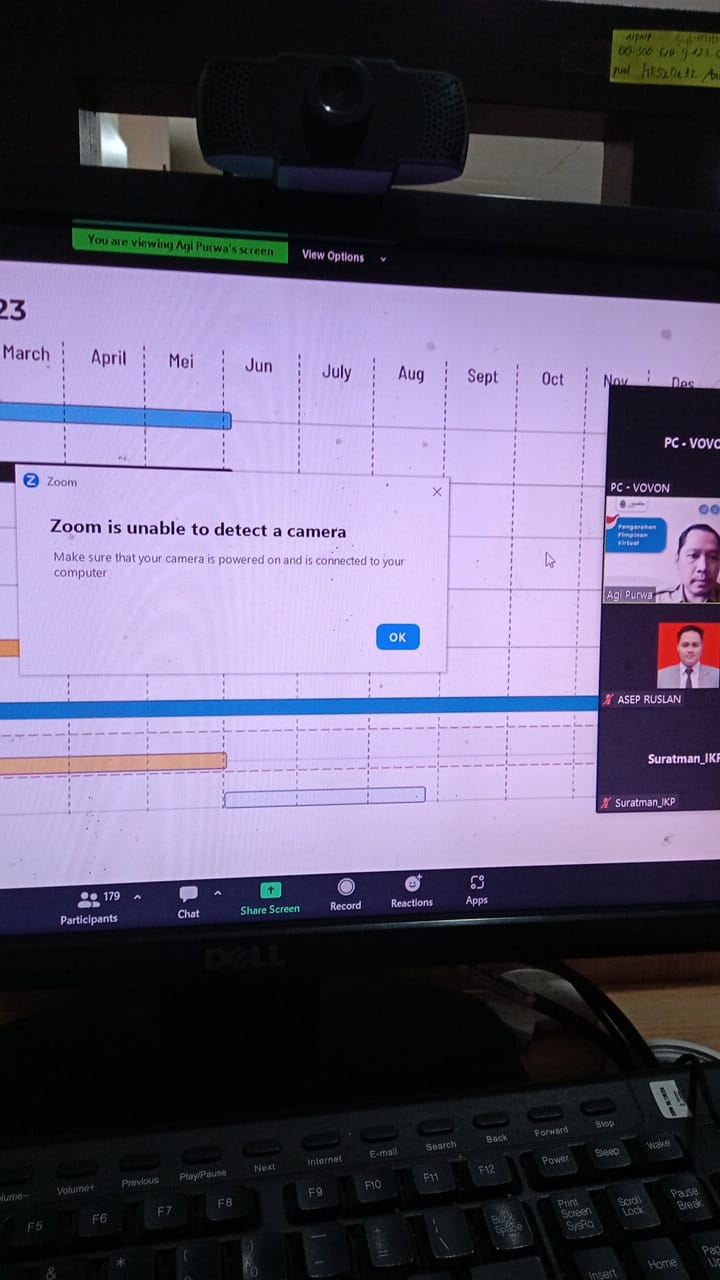 You are viewing Agi Purwa's screen
View Options
23
March April Mei Jun July Aug Sept Oct Nov Des
PC - VOVO
PC - VOVON
Zoom
Zoom is unable to detect a camera
Make sure that your camera is powered on and is connected to your
computer
OK
Pengarahan
Pimpinan
Virtual
Agi Purwa
ASEP RUSLAN
Suratman_IKP
Suratman_IKP
179
Participants Chat Share Screen Record Reactions Apps
DELL
Volume- Volume+ Previous Play/Pause Next Internet E-mail Search Back Forward Stop
F5 F6 F7 F8 F9 F10 F11 F12 Power Sleep Wake
Print
Screen
SysRq
Scroll
Lock
Pause
Break
Back
Space
Insert Home